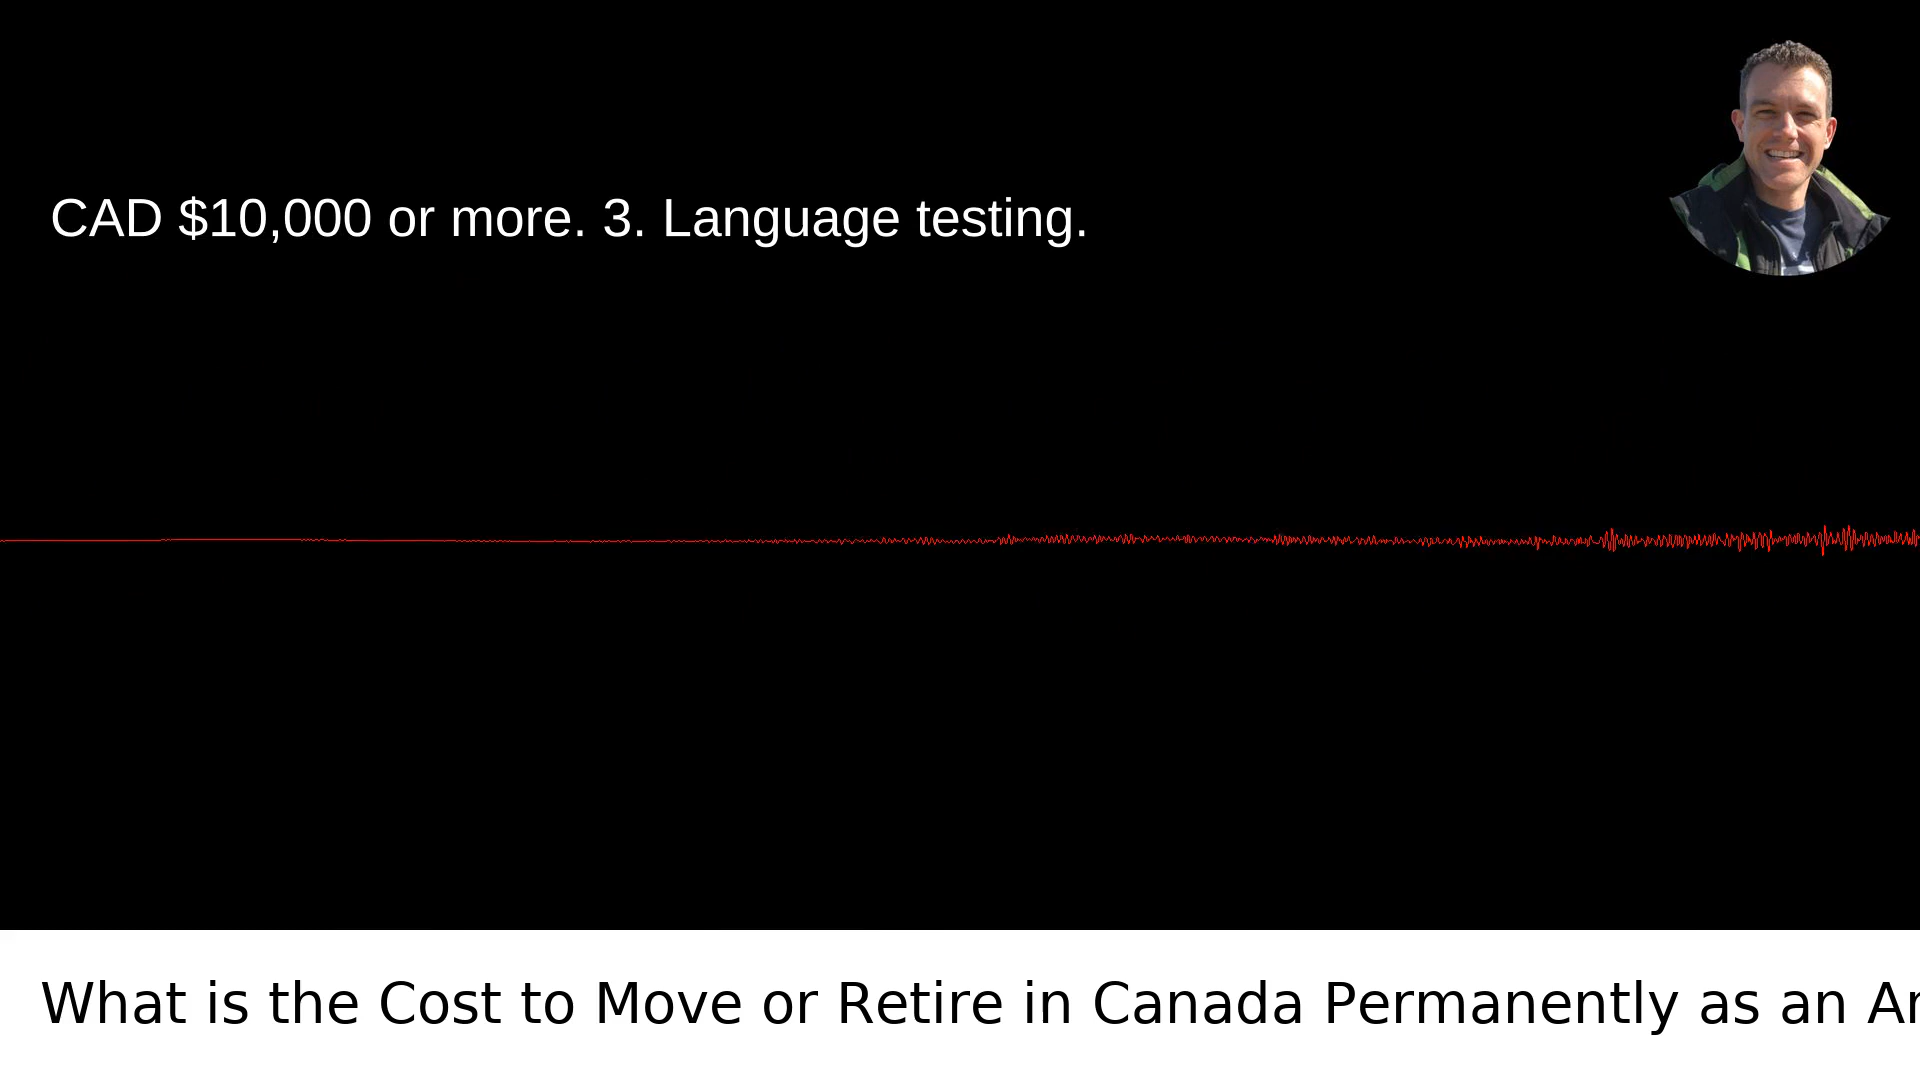 CAD $10,000 or more. 3. Language testing.
What is the Cost to Move or Retire in Canada Permanently as an